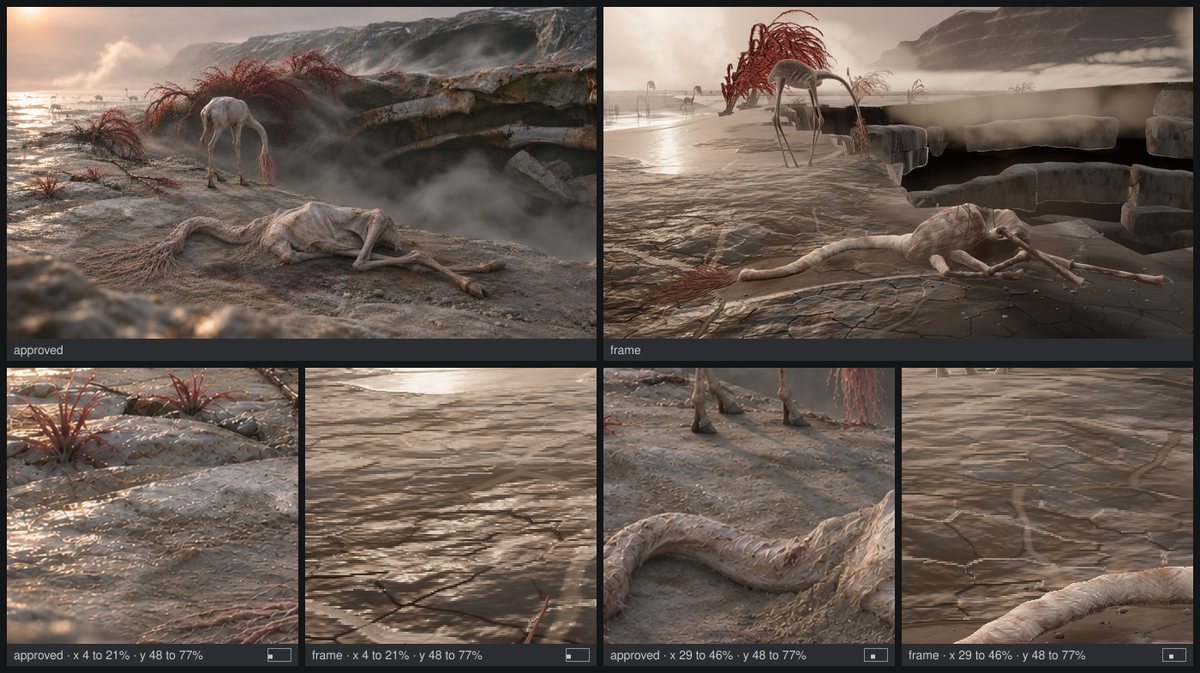 approved
frame
approved · x 4 to 21% · y 48 to 77%
frame · x 4 to 21% · y 48 to 77%
approved · x 29 to 46% · y 48 to 77%
frame · x 29 to 46% · y 48 to 77%